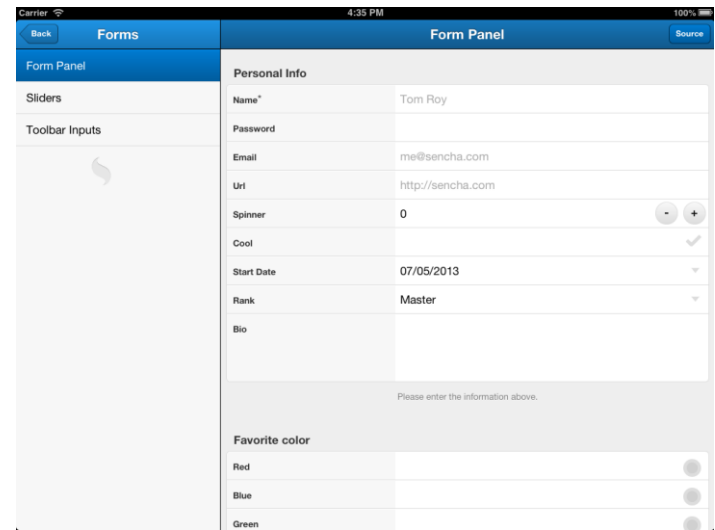 Carrier 4:35 PM 100%
Back Forms Form Panel Source
Form Panel
Sliders
Toolbar Inputs
Personal Info
Name* Tom Roy
Password
Email me@sencha.com
Url http://sencha.com
Spinner 0 - +
Cool
Start Date 07/05/2013
Rank Master
Bio
Please enter the information above.
Favorite color
Red
Blue
Green